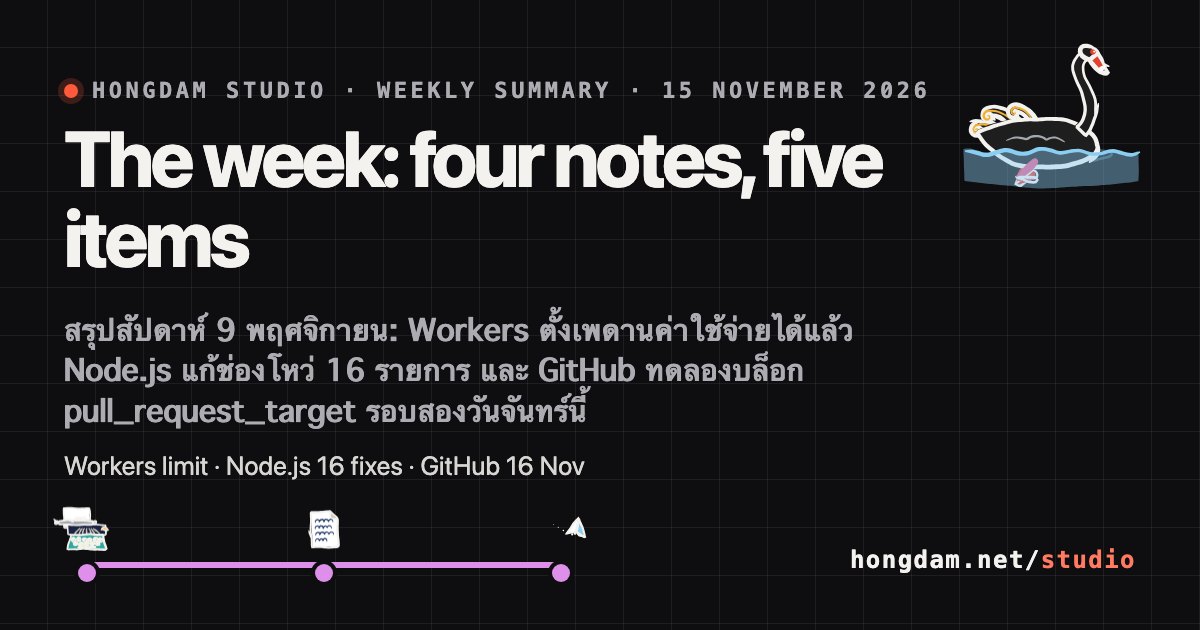 HONGDAM STUDIO · WEEKLY SUMMARY · 15 NOVEMBER 2026
The week: four notes, five
items
สรุปสัปดาห์ 9 พฤศจิกายน: Workers ตั้งเพดานค่าใช้จ่ายได้แล้ว
Node.js แก้ช่องโหว่ 16 รายการ และ GitHub ทดลองบล็อก
pull_request_target รอบสองวันจันทร์นี้
Workers limit · Node.js 16 fixes · GitHub 16 Nov
hongdam.net/studio